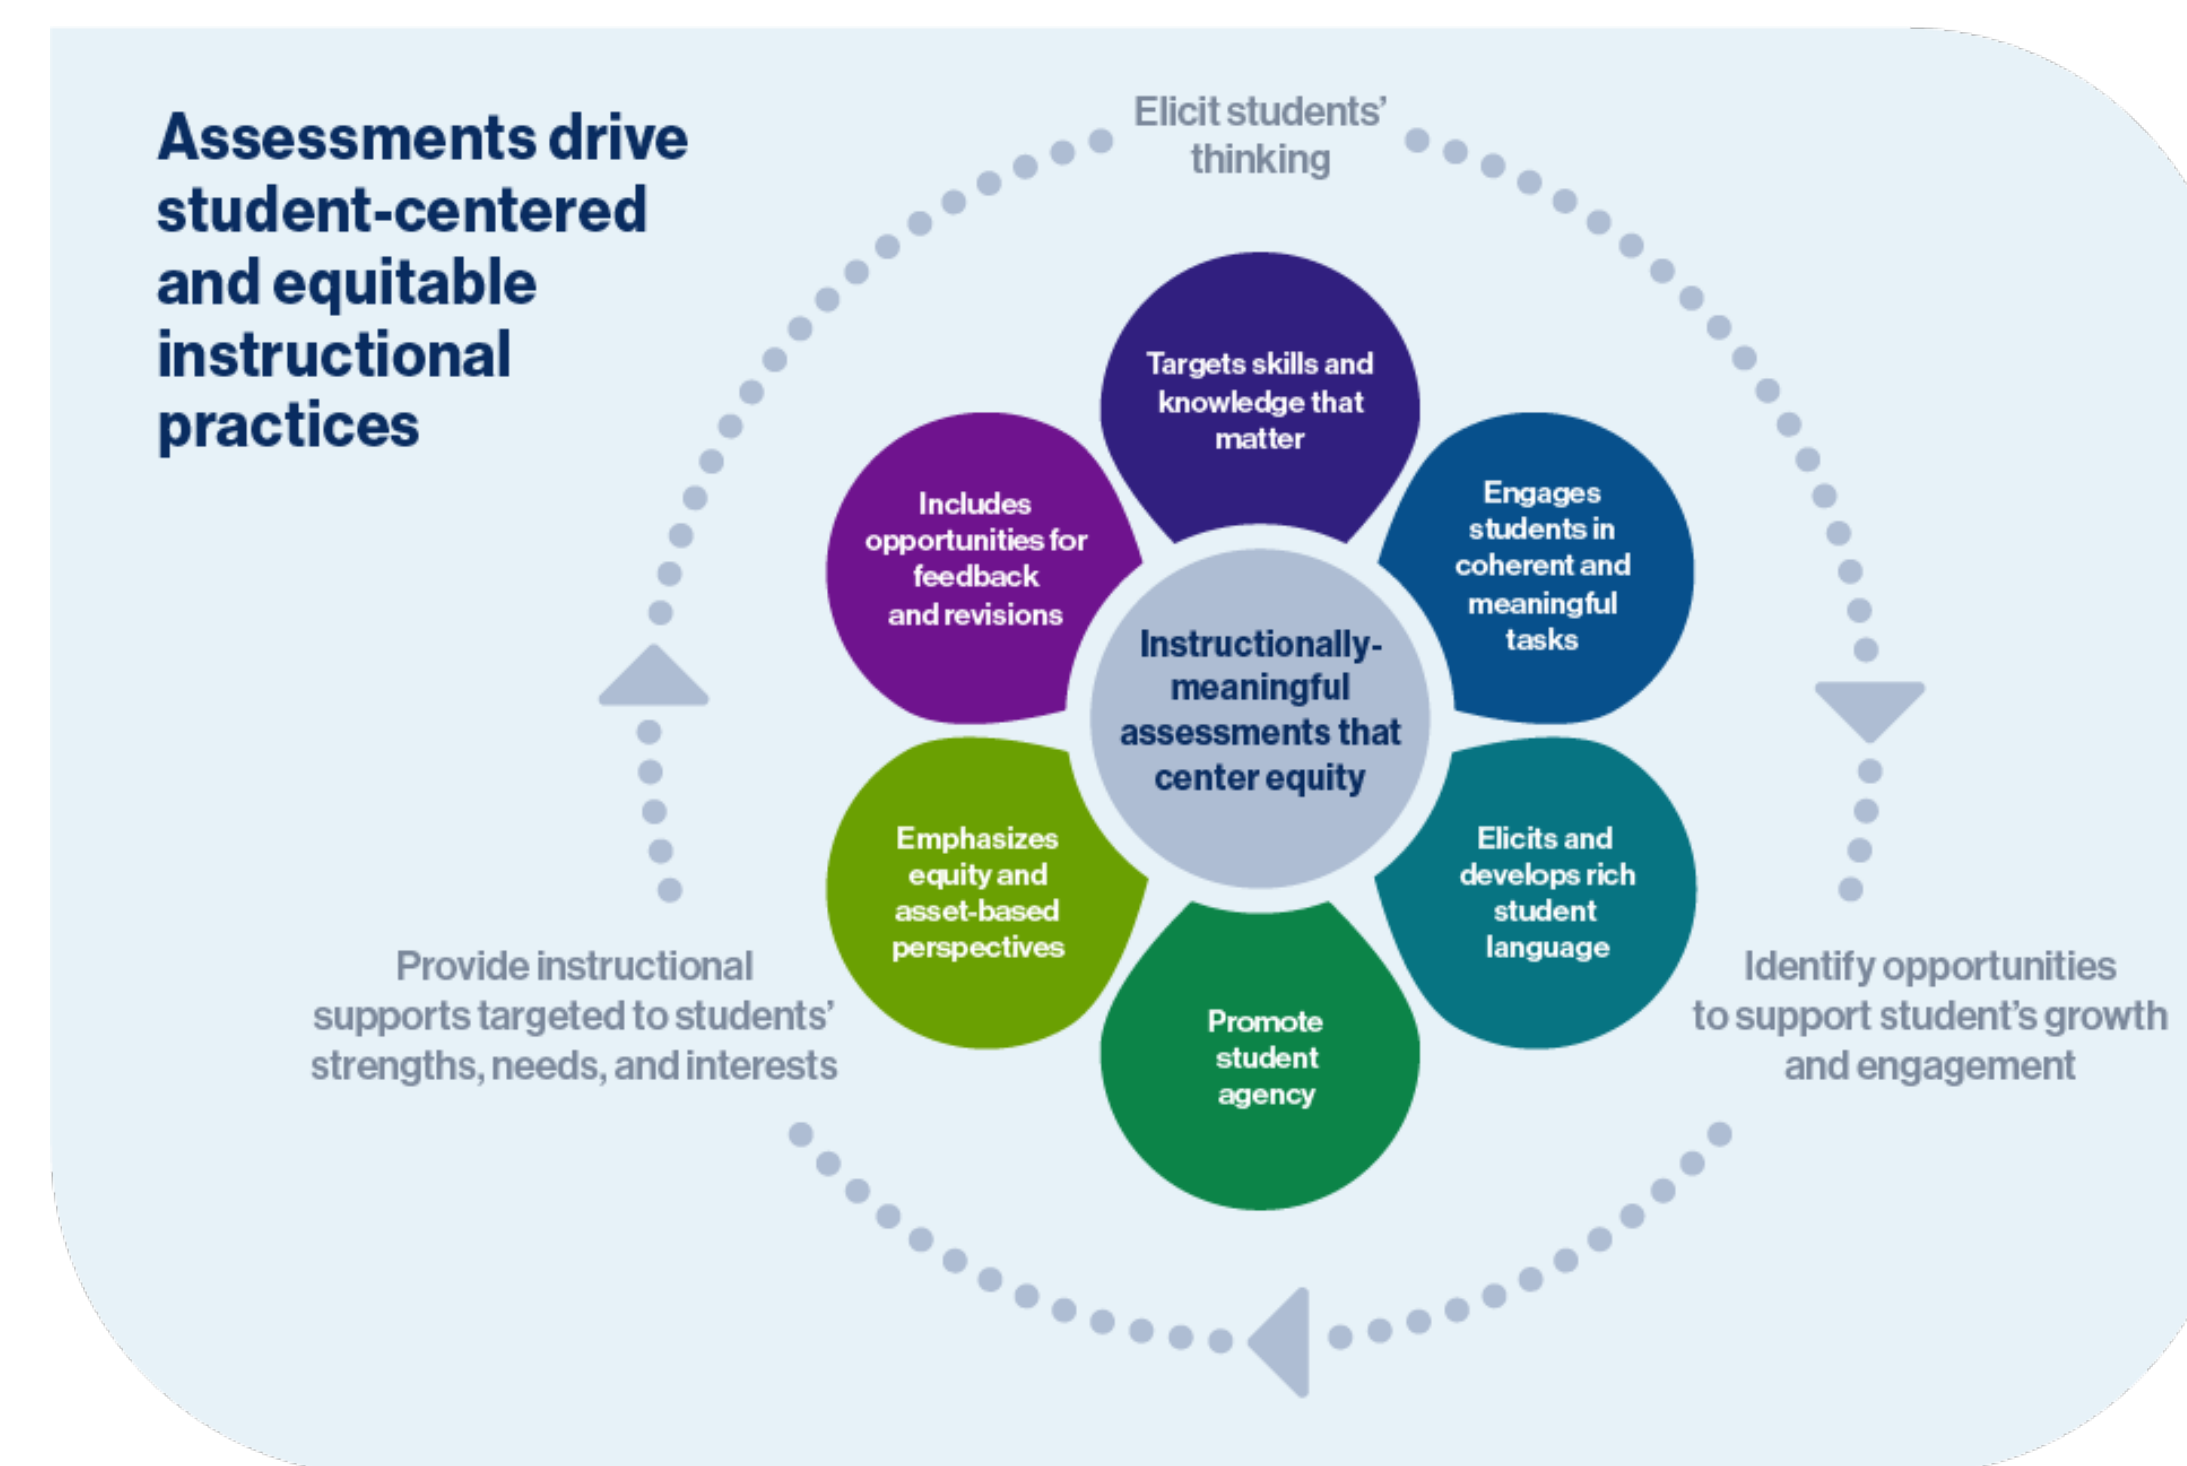 Assessments drive
student-centered
and equitable
instructional
practices
Elicit students’
thinking
Targets skills and
knowledge that
matter
Engages
students in
coherent and
meaningful
tasks
Elicits and
develops rich
student
language
Promote
student
agency
Emphasizes
equity and
asset-based
perspectives
Includes
opportunities for
feedback
and revisions
Instructionally-
meaningful
assessments that
center equity
Identify opportunities
to support student’s growth
and engagement
Provide instructional
supports targeted to students’
strengths, needs, and interests